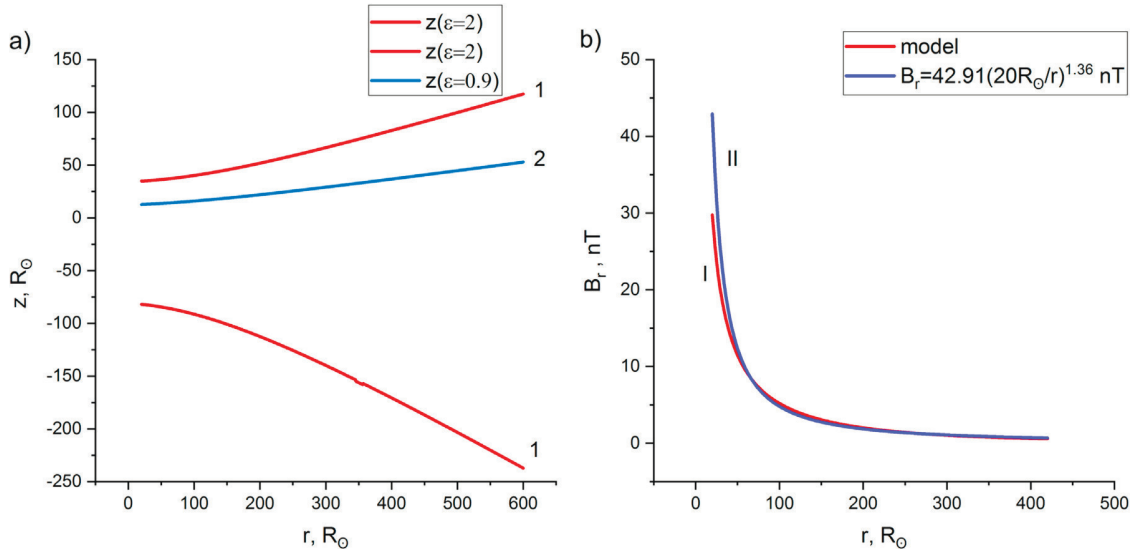 a)
z(ε=2)
z(ε=2)
z(ε=0.9)
150
100
50
0
-50
-100
-150
-200
-250
z, R⊙
1
2
1
0 100 200 300 400 500 600
r, R⊙
b)
model
Br=42.91(20R⊙/r)1.36 nT
50
40
30
20
10
0
Br, nT
II
I
0 100 200 300 400 500
r, R⊙